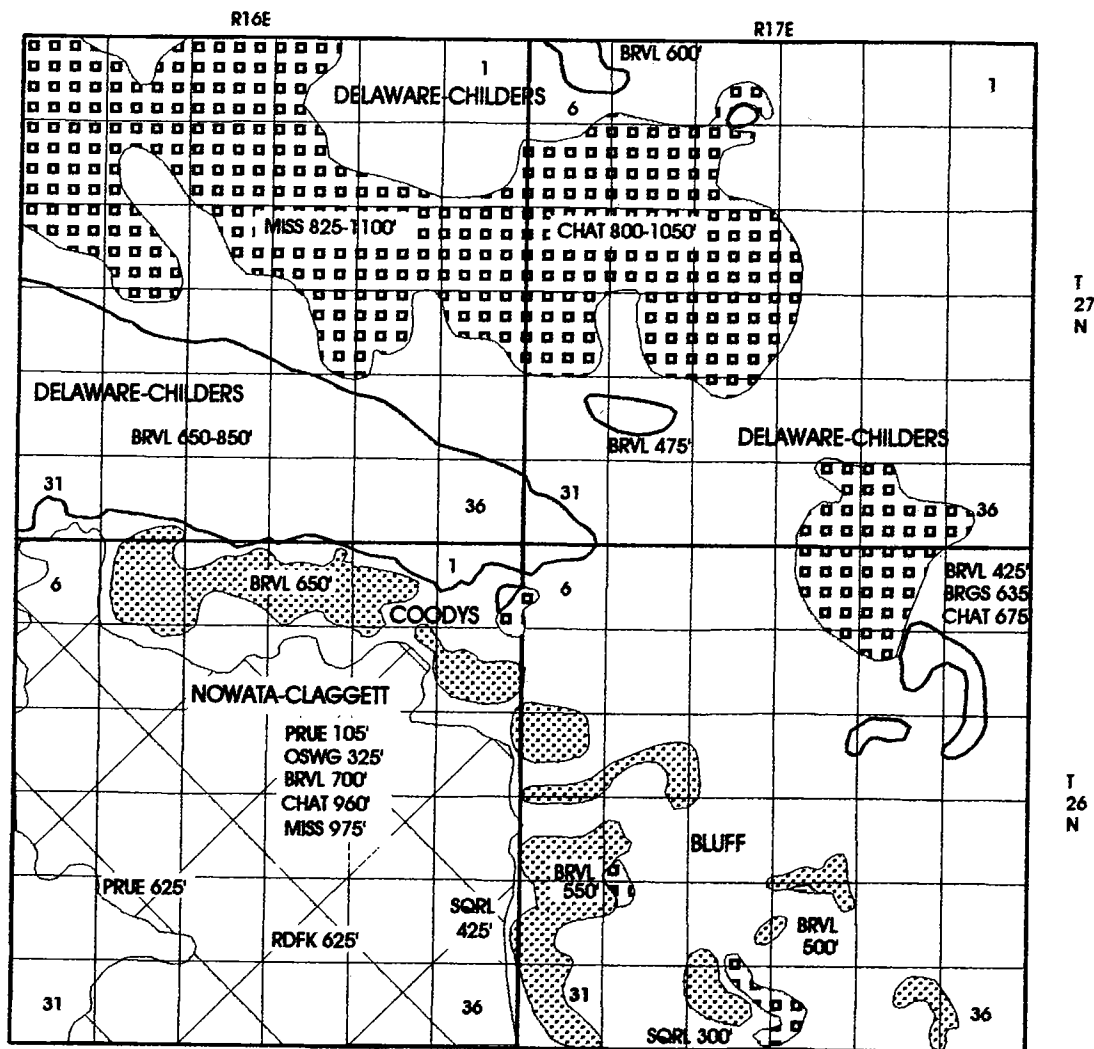 R16E
R17E
BRVL 600'
1
1
DELAWARE-CHILDERS
6
MISS 825-1100'
CHAT 800-1050'
T
27
N
DELAWARE-CHILDERS
BRVL 650-850'
BRVL 475'
DELAWARE-CHILDERS
31
36
31
36
6
BRVL 650'
1
6
COODYS
BRVL 425'
BRGS 635
CHAT 675'
NOWATA-CLAGGETT
PRUE 105'
OSWG 325'
BRVL 700'
CHAT 960'
MISS 975'
T
26
N
BLUFF
PRUE 625'
BRVL
550'
SQRL
425'
RDFK 625'
BRVL
500'
31
36
31
36
SQRL 300'